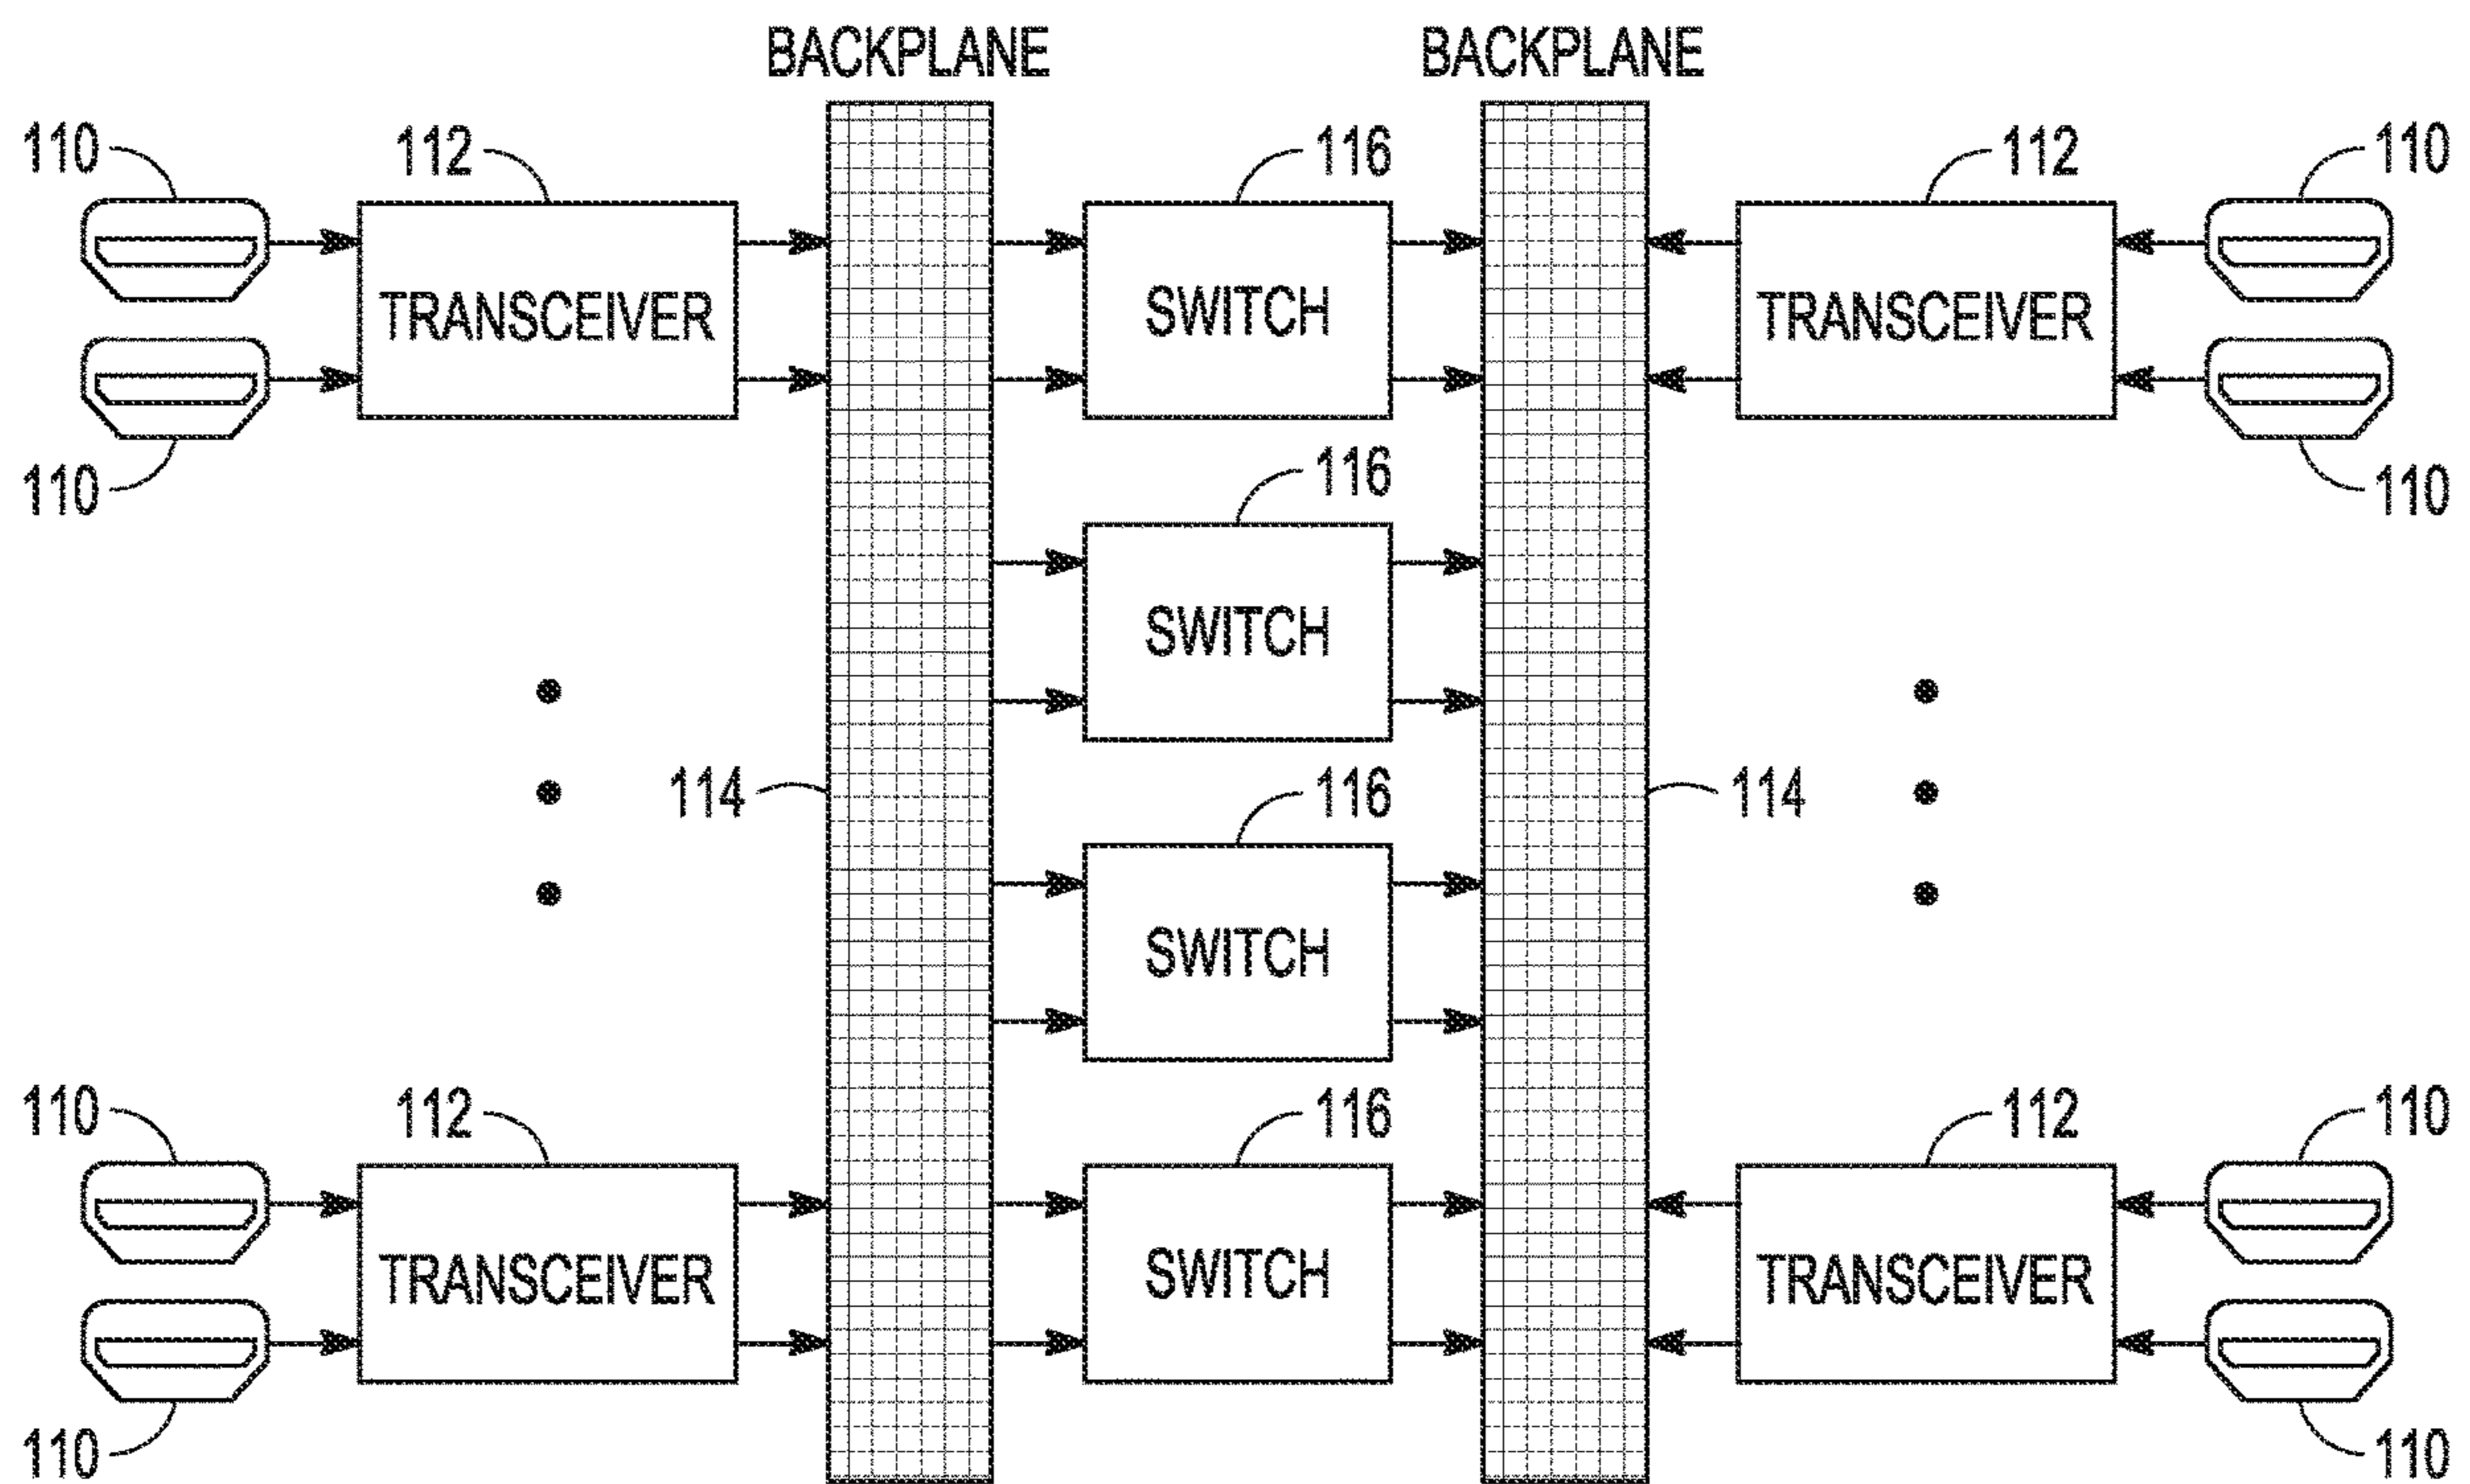 BACKPLANE BACKPLANE
110 112 116 112 110
TRANSCEIVER SWITCH TRANSCEIVER
110 116 110
SWITCH
114 116 114
SWITCH
110 112 116 112 110
TRANSCEIVER SWITCH TRANSCEIVER
110 110